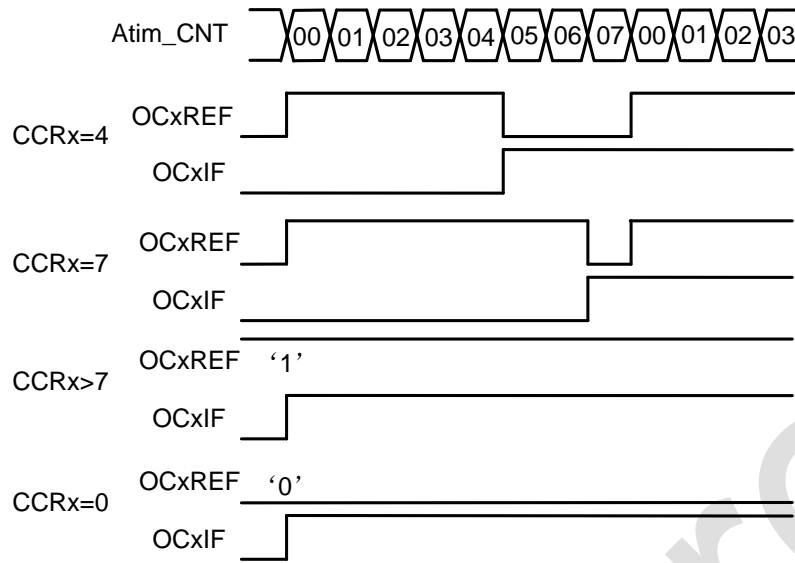 Atim_CNT 00 01 02 03 04 05 06 07 00 01 02 03
OCxREF
CCRx=4
OCxIF
OCxREF
CCRx=7
OCxIF
OCxREF ‘1’
CCRx>7
OCxIF
OCxREF ‘0’
CCRx=0
OCxIF